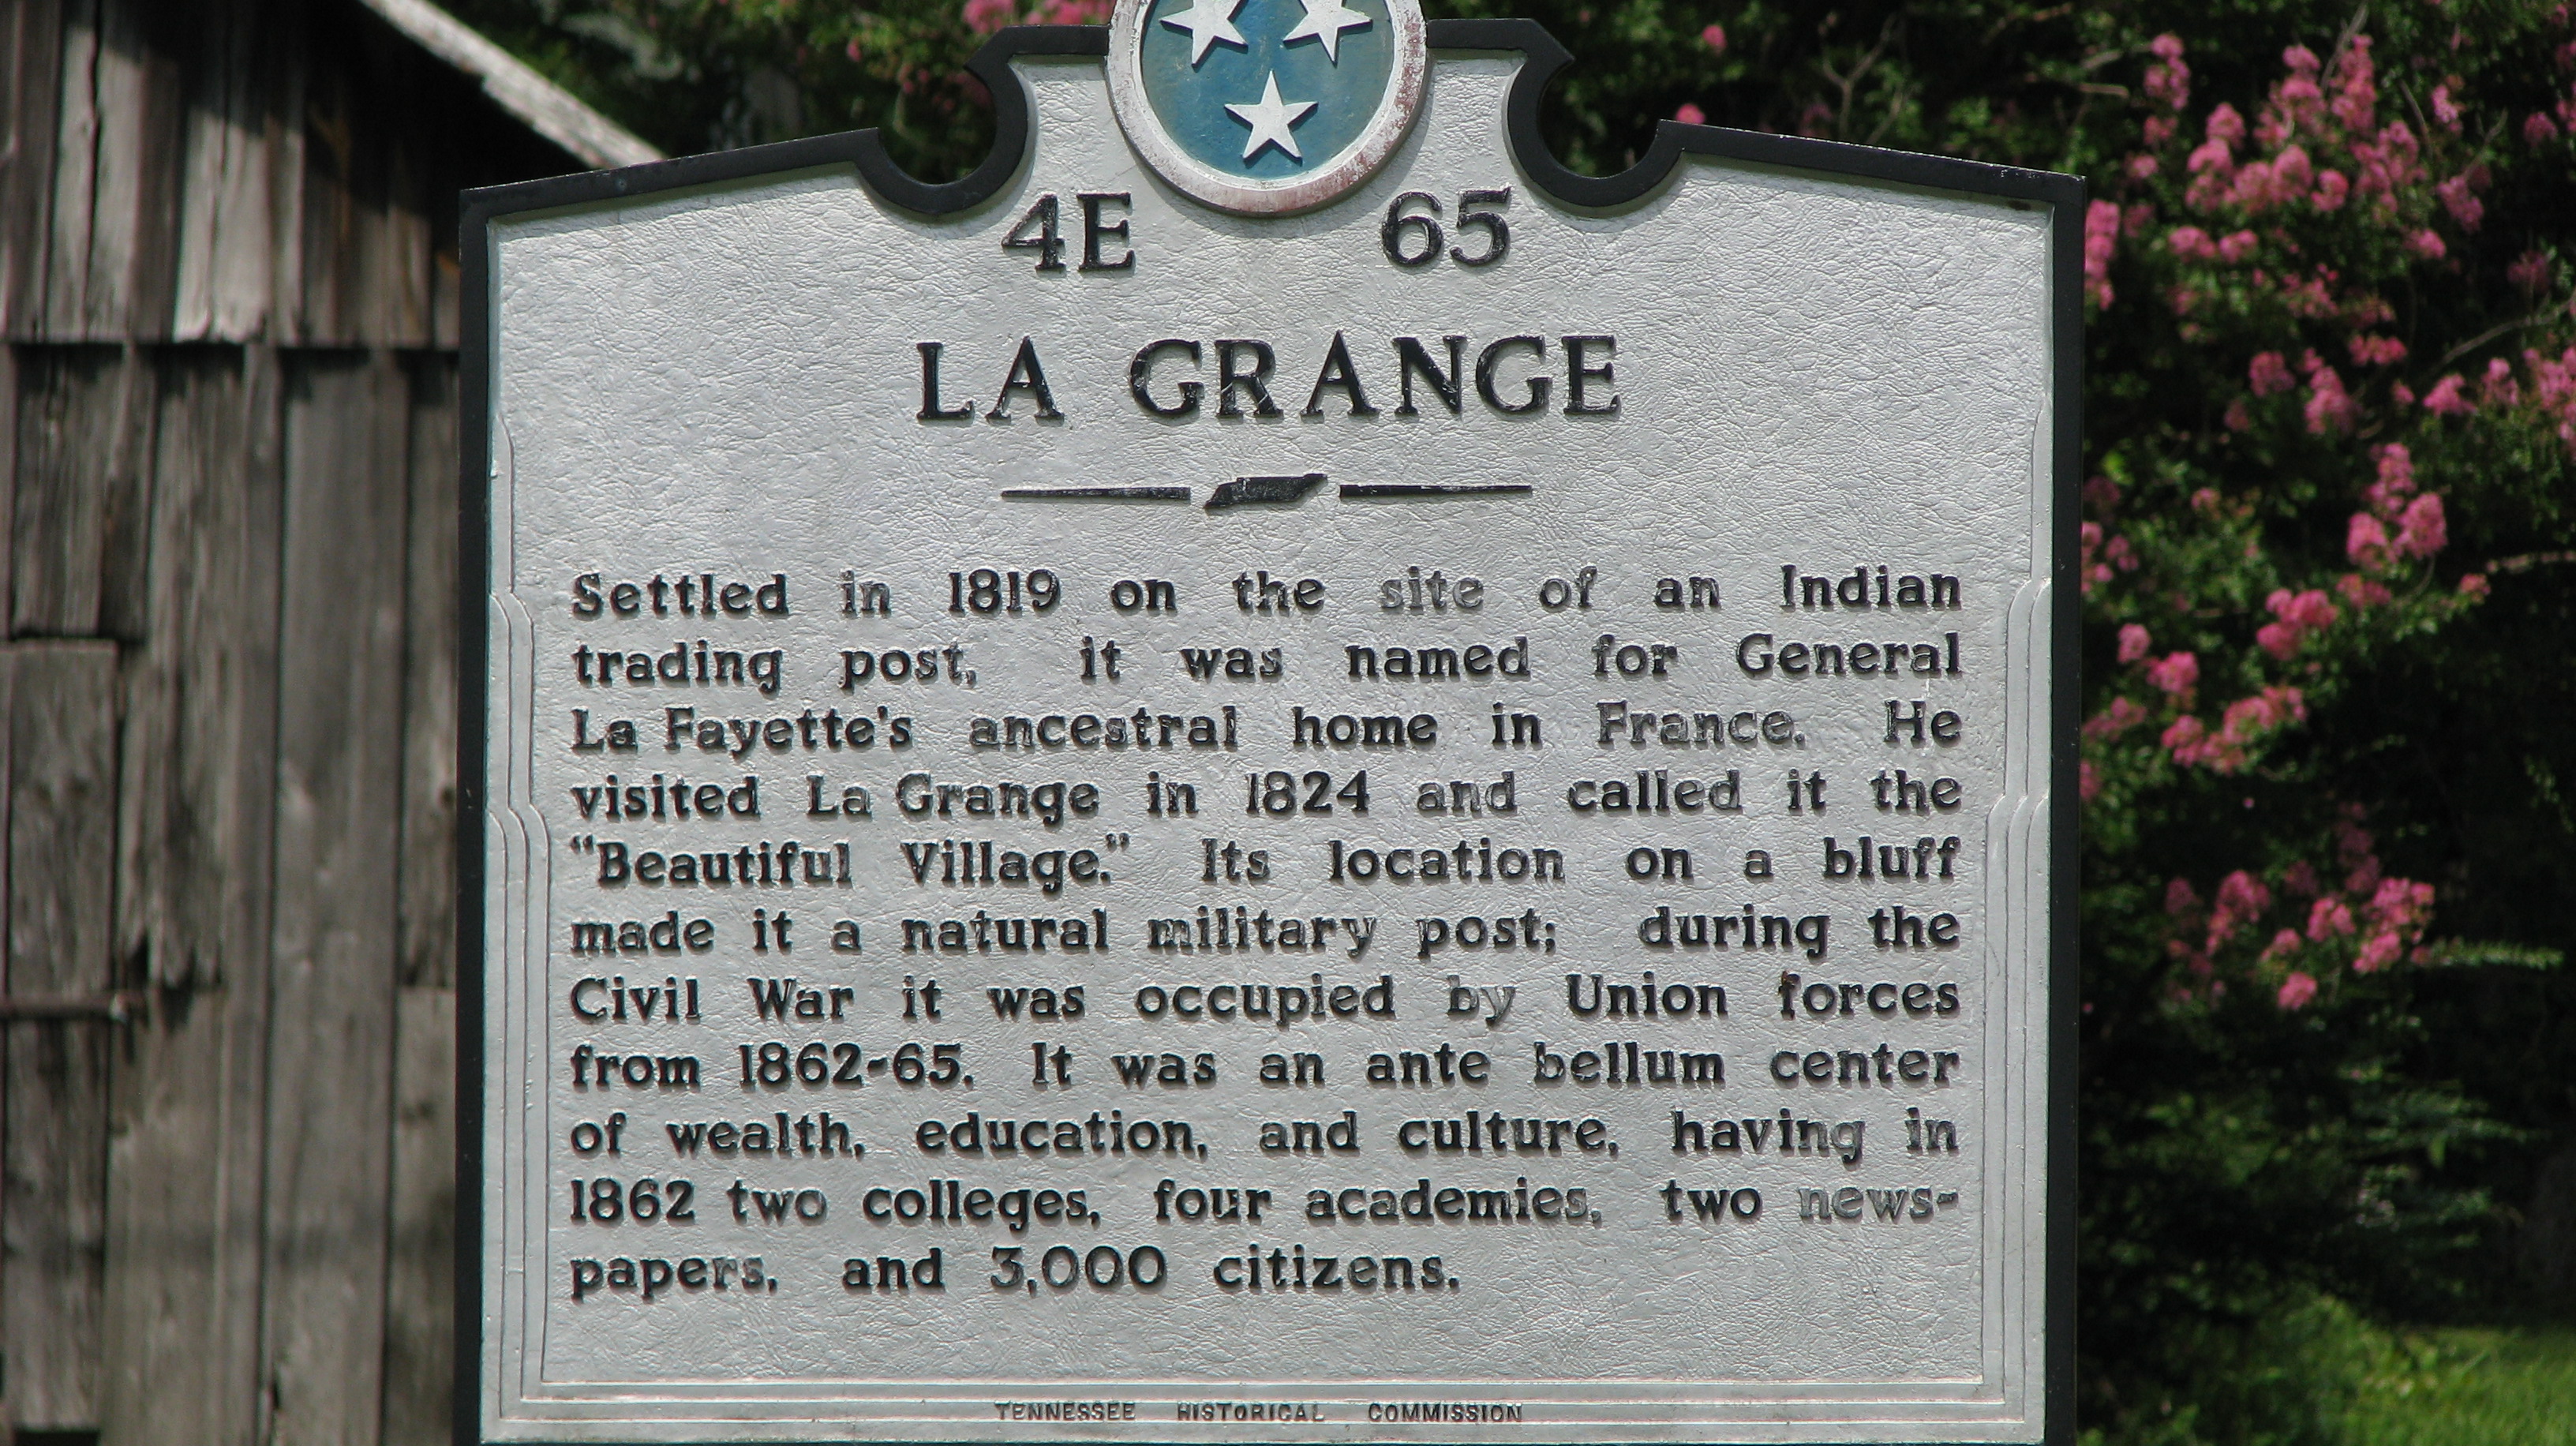 4E 65
LA GRANGE
Settled in 1819 on the site of an Indian
trading post, it was named for General
La Fayette's ancestral home in France. He
visited La Grange in 1824 and called it the
"Beautiful Village." Its location on a bluff
made it a natural military post; during the
Civil War it was occupied by Union forces
from 1862-65. It was an ante bellum center
of wealth, education, and culture, having in
1862 two colleges, four academies, two news-
papers, and 3,000 citizens.
TENNESSEE HISTORICAL COMMISSION